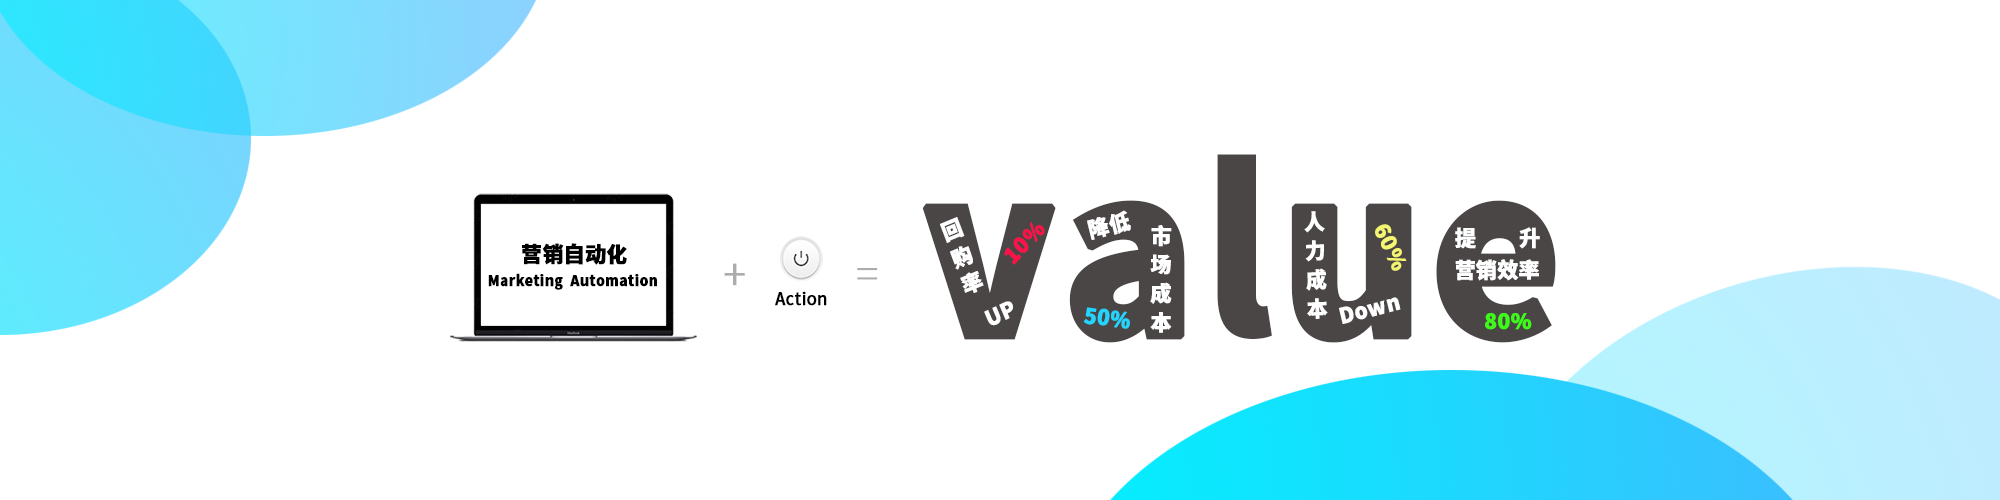 营销自动化
Marketing Automation
+
Action
=
value
回购率
UP
10%
降低
市场成本
50%
人力成本
Down
60%
提升
营销效率
80%